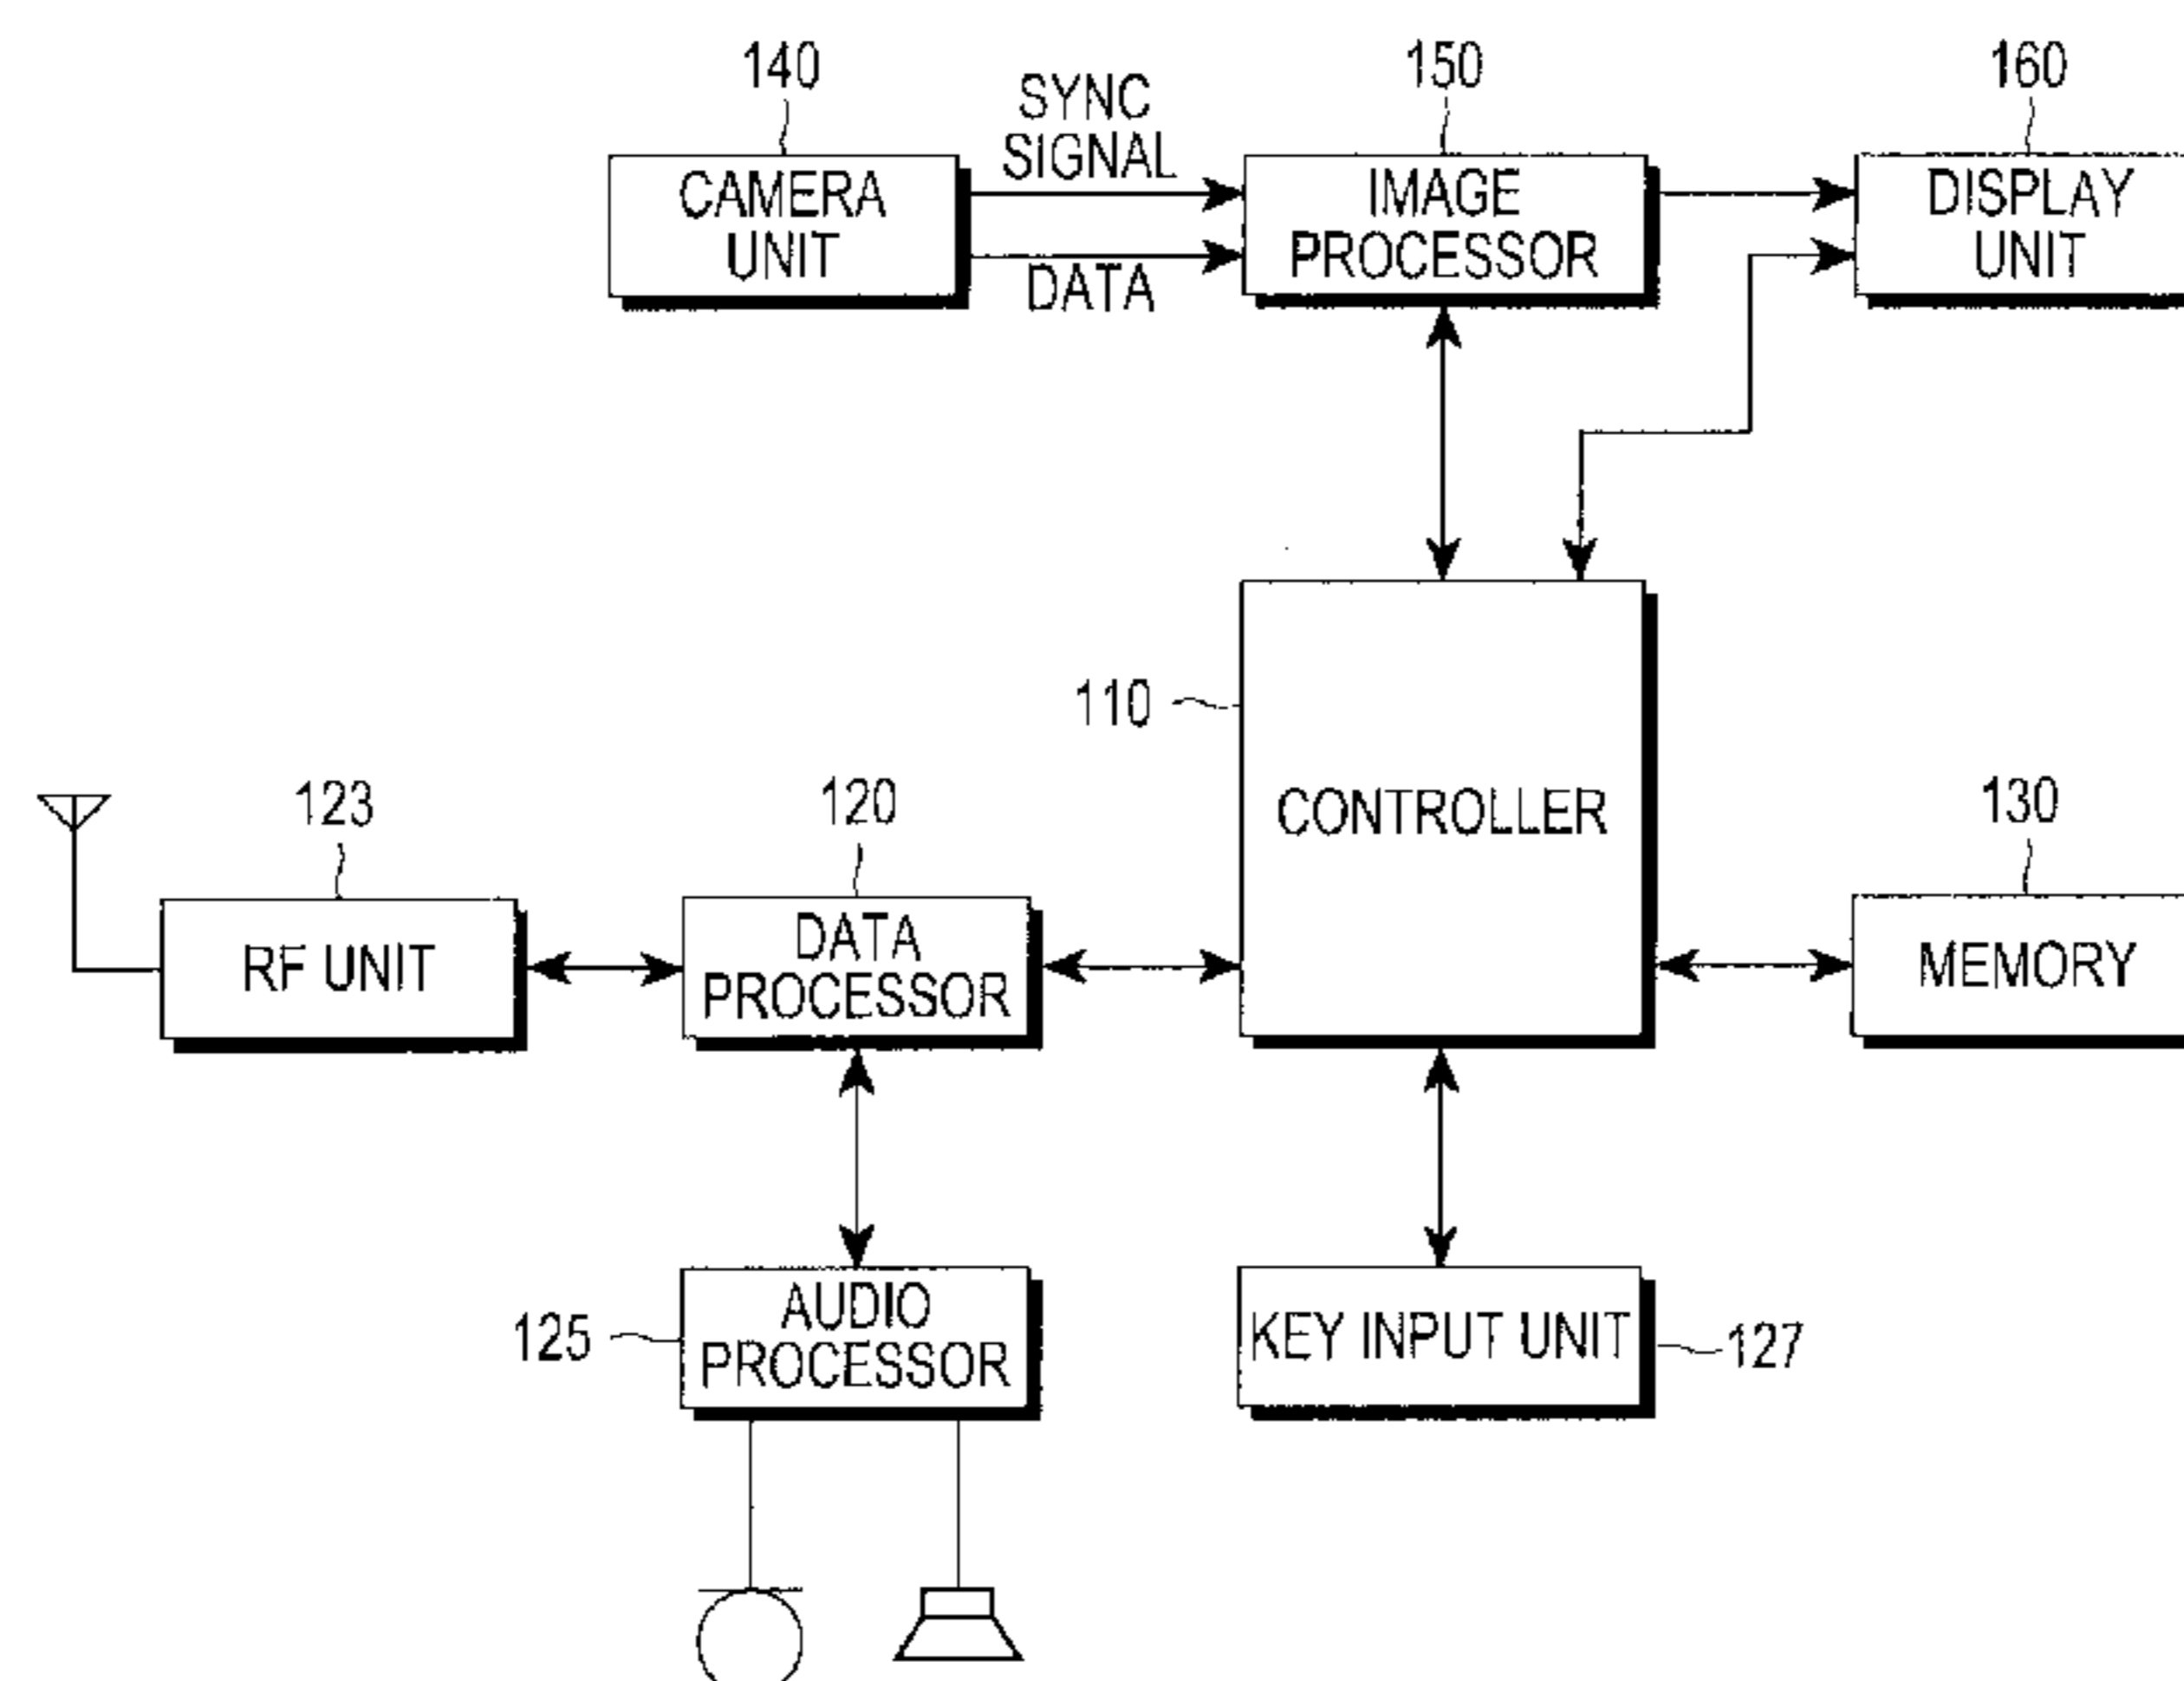 140
SYNC
SIGNAL
150
160
CAMERA
UNIT
DATA
IMAGE
PROCESSOR
DISPLAY
UNIT
110
CONTROLLER
123
120
130
RF UNIT
DATA
PROCESSOR
MEMORY
125
AUDIO
PROCESSOR
KEY INPUT UNIT
127